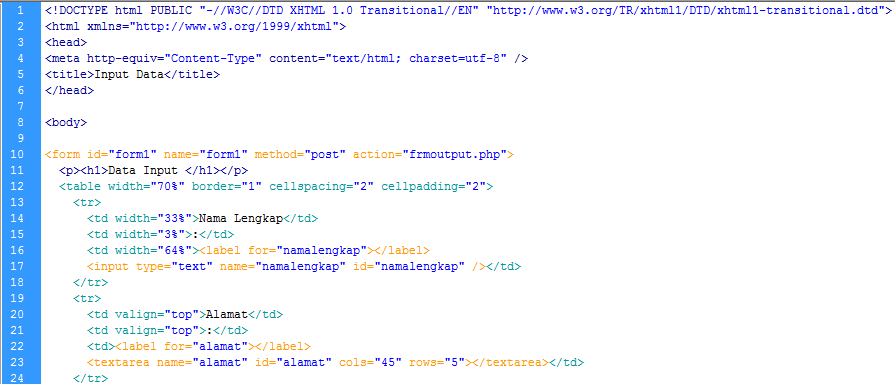 1 <!DOCTYPE html PUBLIC "-//W3C//DTD XHTML 1.0 Transitional//EN" "http://www.w3.org/TR/xhtml1/DTD/xhtml1-transitional.dtd">
2 <html xmlns="http://www.w3.org/1999/xhtml">
3 <head>
4 <meta http-equiv="Content-Type" content="text/html; charset=utf-8" />
5 <title>Input Data</title>
6 </head>
7
8 <body>
9
10 <form id="form1" name="form1" method="post" action="frmoutput.php">
11   <p><h1>Data Input </h1></p>
12   <table width="70%" border="1" cellspacing="2" cellpadding="2">
13     <tr>
14       <td width="33%">Nama Lengkap</td>
15       <td width="3%">:</td>
16       <td width="64%"><label for="namalengkap"></label>
17       <input type="text" name="namalengkap" id="namalengkap" /></td>
18     </tr>
19     <tr>
20       <td valign="top">Alamat</td>
21       <td valign="top">:</td>
22       <td><label for="alamat"></label>
23       <textarea name="alamat" id="alamat" cols="45" rows="5"></textarea></td>
24     </tr>